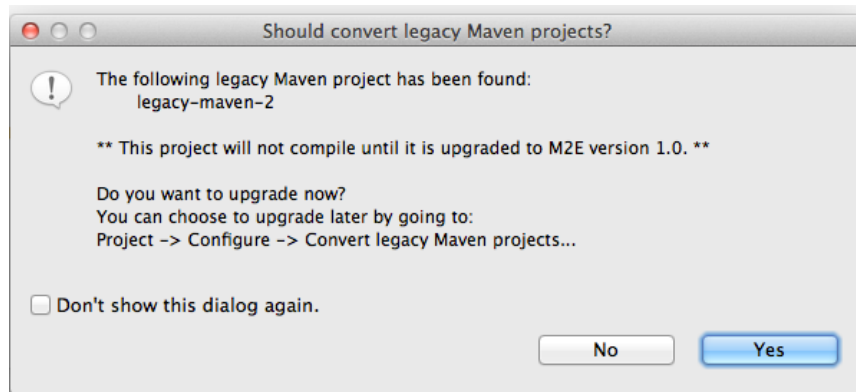 Should convert legacy Maven projects?
The following legacy Maven project has been found:
legacy-maven-2
** This project will not compile until it is upgraded to M2E version 1.0. **
Do you want to upgrade now?
You can choose to upgrade later by going to:
Project -> Configure -> Convert legacy Maven projects...
Don't show this dialog again.
No
Yes